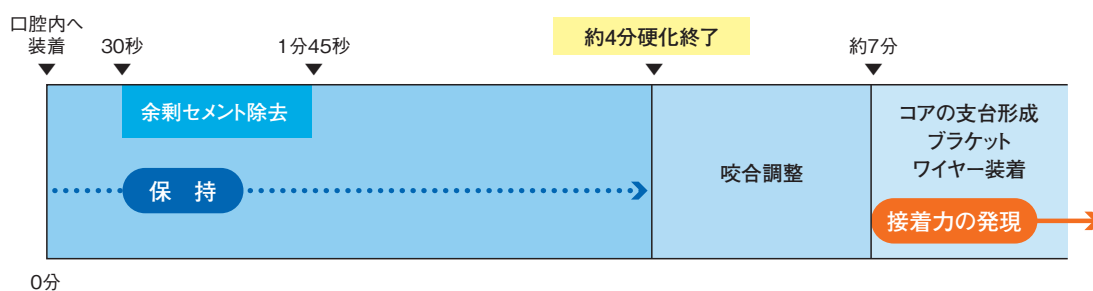 口腔内へ
装着
30秒
1分45秒
約4分硬化終了
約7分
余剰セメント除去
保 持
咬合調整
コアの支台形成
ブラケット
ワイヤー装着
接着力の発現
0分